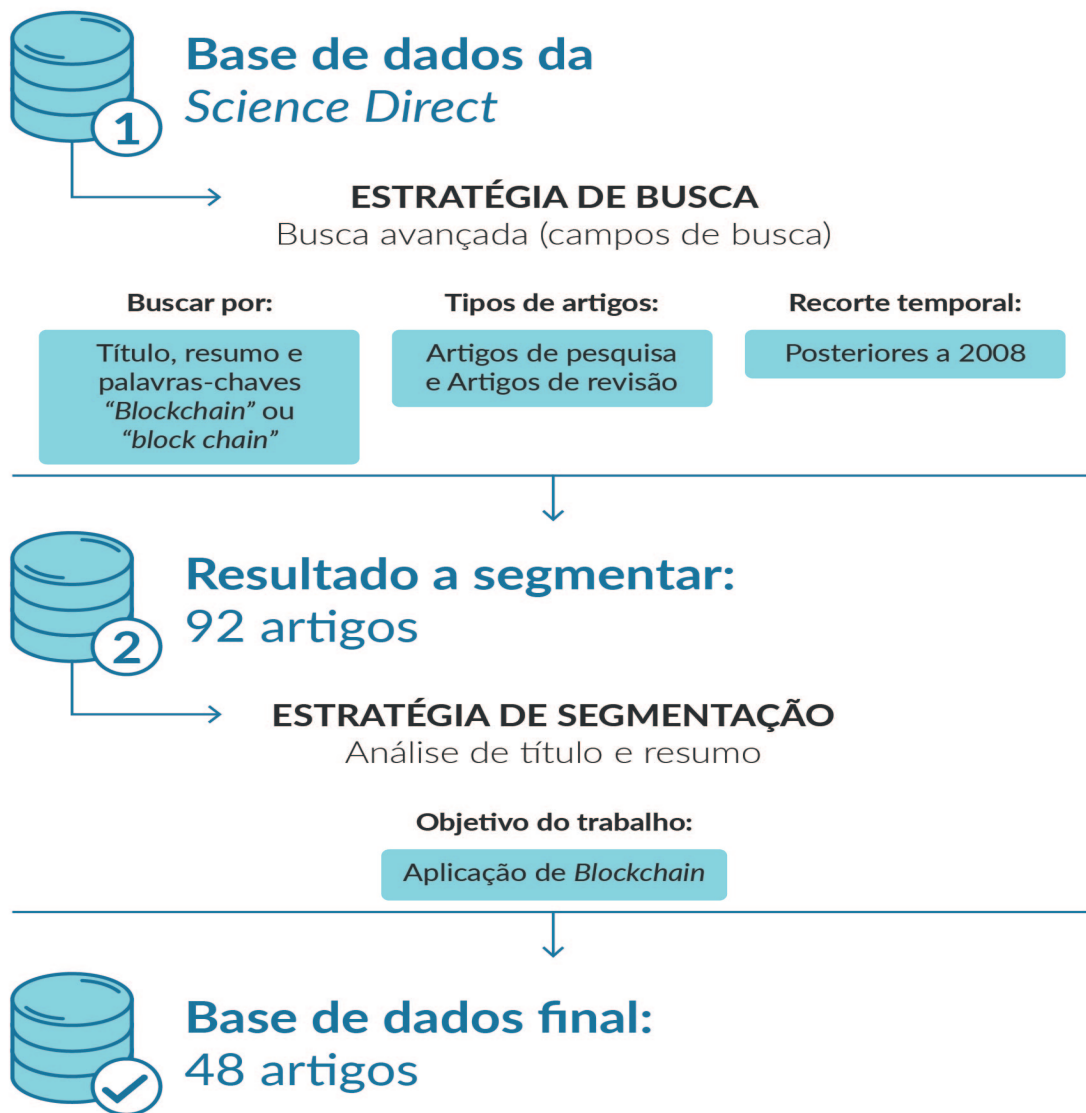 Base de dados da
Science Direct
1
ESTRATÉGIA DE BUSCA
Busca avançada (campos de busca)
Buscar por:
Título, resumo e
palavras-chaves
“Blockchain” ou
“block chain”
Tipos de artigos:
Artigos de pesquisa
e Artigos de revisão
Recorte temporal:
Posteriores a 2008
Resultado a segmentar:
92 artigos
2
ESTRATÉGIA DE SEGMENTAÇÃO
Análise de título e resumo
Objetivo do trabalho:
Aplicação de Blockchain
Base de dados final:
48 artigos